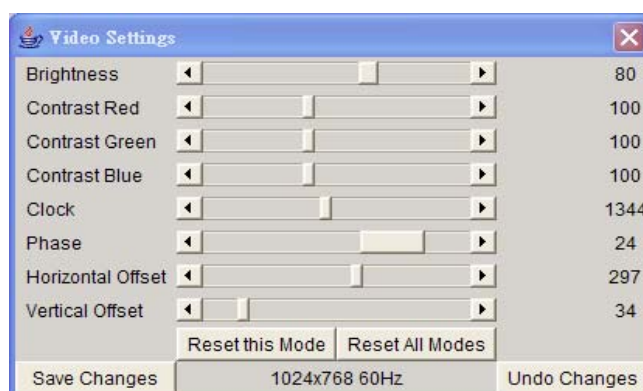 Video Settings
Brightness 80
Contrast Red 100
Contrast Green 100
Contrast Blue 100
Clock 1344
Phase 24
Horizontal Offset 297
Vertical Offset 34
Reset this Mode Reset All Modes
Save Changes 1024x768 60Hz Undo Changes